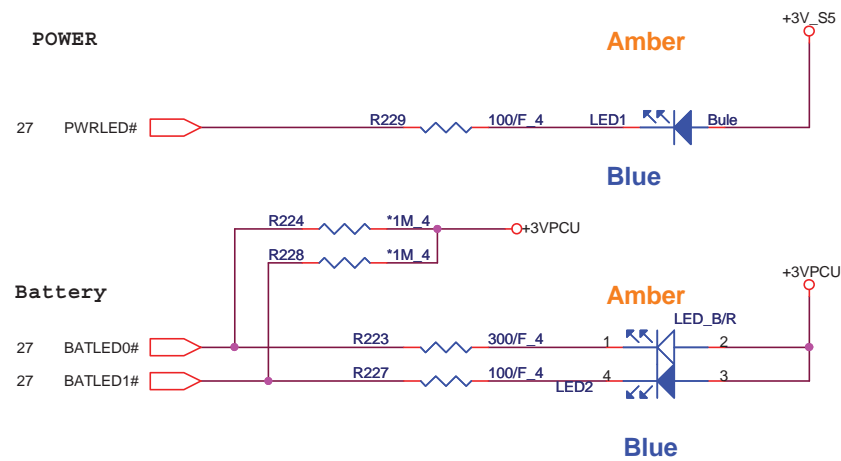 +3V_S5
POWER
Amber
27 PWRLED# R229 100/F_4 LED1 Bule
Blue
R224 *1M_4 +3VPCU
R228 *1M_4
+3VPCU
Battery
Amber
LED_B/R
27 BATLED0# R223 300/F_4 1 2
27 BATLED1# R227 100/F_4 4 3
LED2
Blue